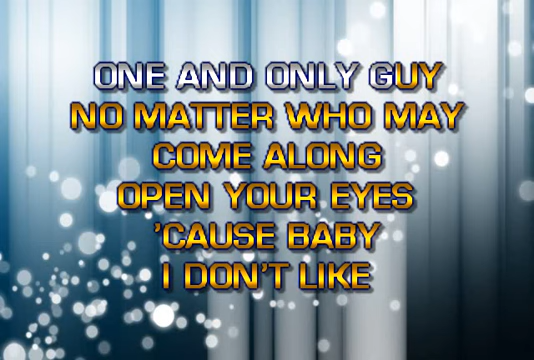 ONE AND ONLY GUY
NO MATTER WHO MAY
COME ALONG
OPEN YOUR EYES
'CAUSE BABY
I DON'T LIKE